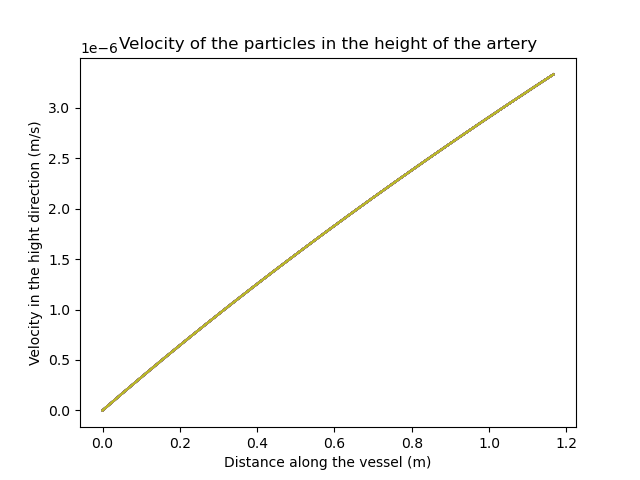 Velocity of the particles in the height of the artery
1e−6
3.0
2.5
2.0
1.5
1.0
0.5
0.0
Velocity in the hight direction (m/s)
0.0 0.2 0.4 0.6 0.8 1.0 1.2
Distance along the vessel (m)